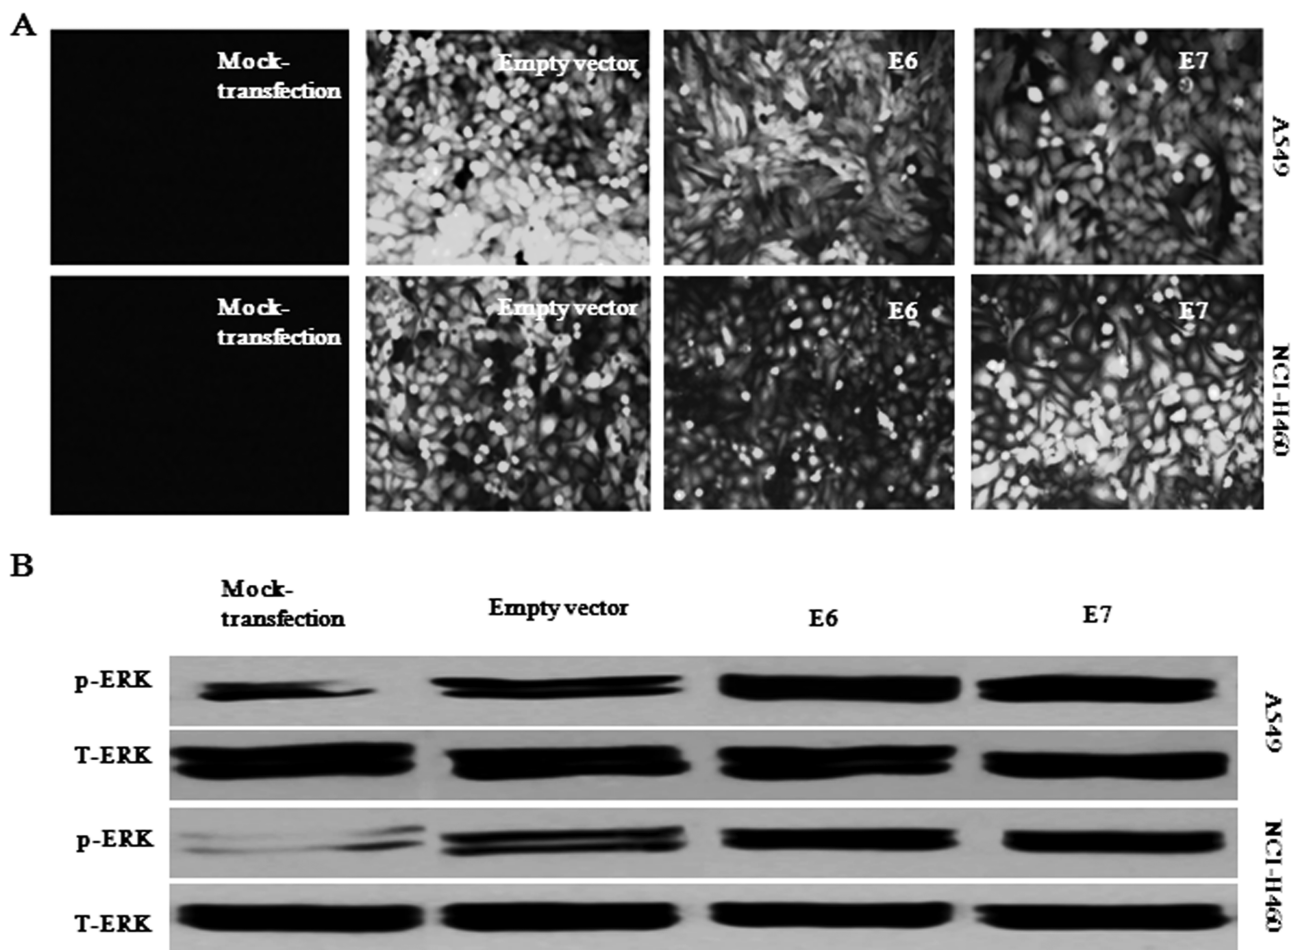 A
Mock-
transfection
Empty vector
E6
E7
A549
Mock-
transfection
Empty vector
E6
E7
NCI-H460
B
Mock-
transfection
Empty vector
E6
E7
p-ERK
T-ERK
A549
p-ERK
T-ERK
NCI-H460